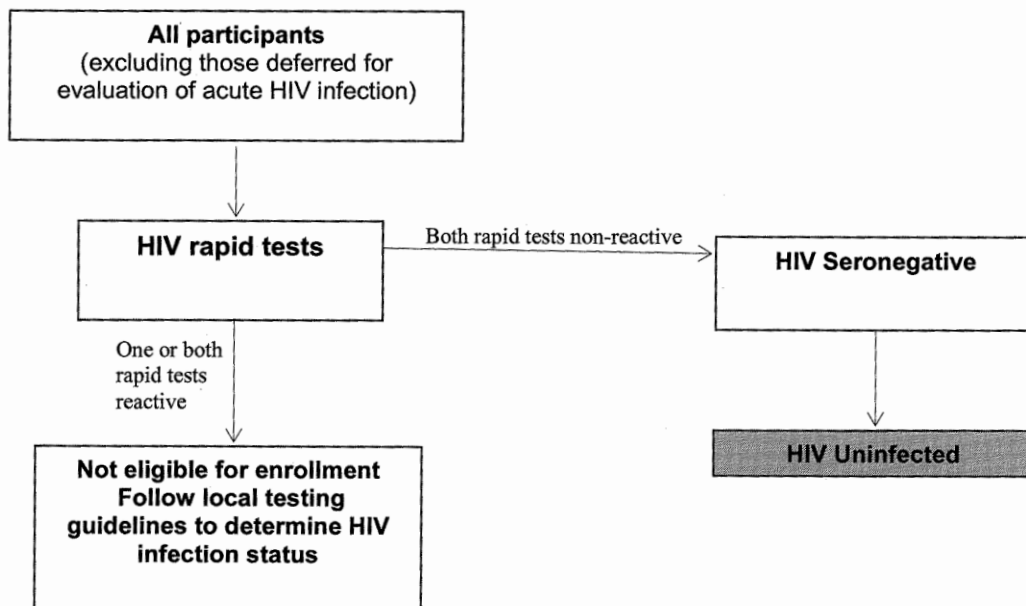 All participants
(excluding those deferred for
evaluation of acute HIV infection)
HIV rapid tests
Both rapid tests non-reactive
HIV Seronegative
One or both
rapid tests
reactive
HIV Uninfected
Not eligible for enrollment
Follow local testing
guidelines to determine HIV
infection status